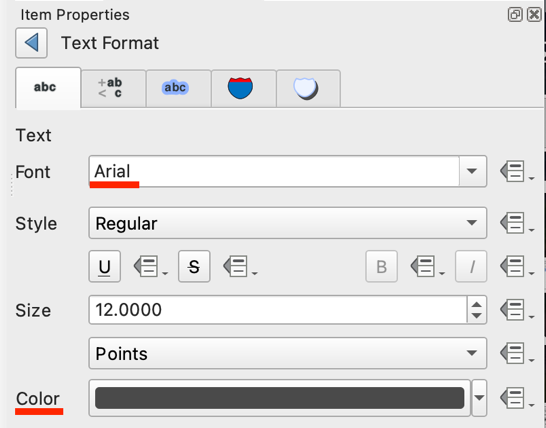 Item Properties
Text Format
abc
+ab
< c
abc
Text
Font Arial
Style Regular
U S B I
Size 12.0000
Points
Color